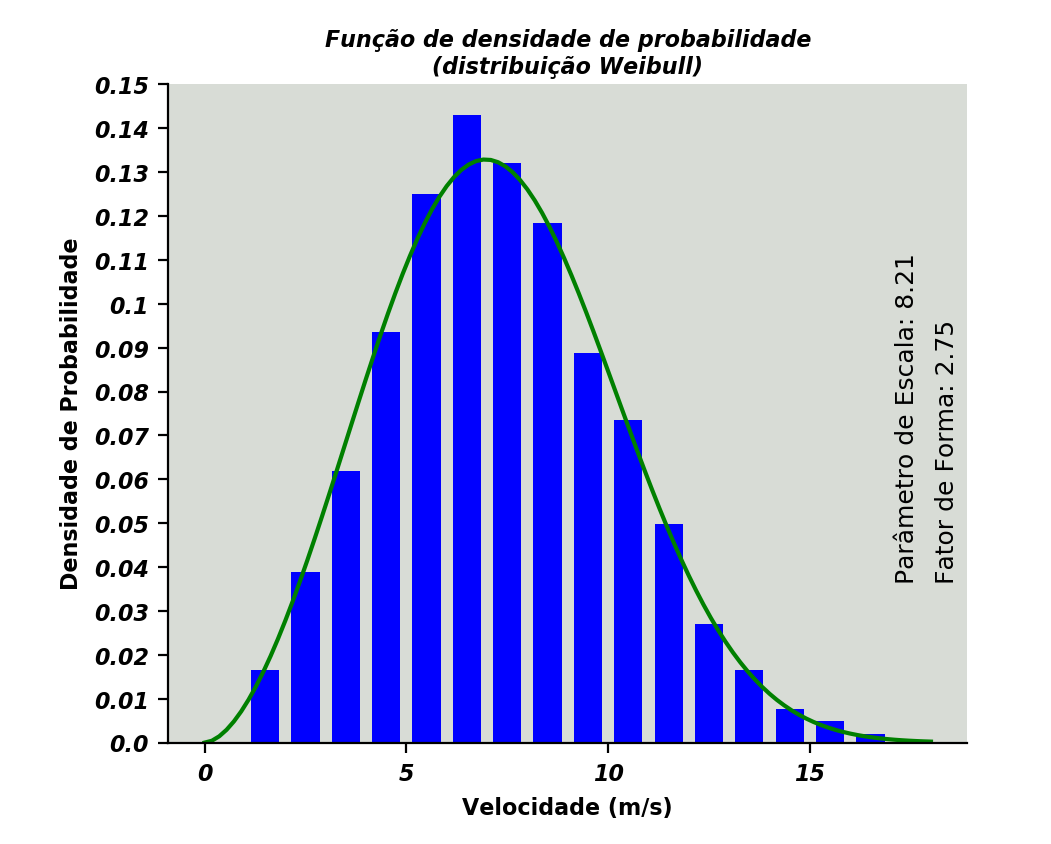 Função de densidade de probabilidade
(distribuição Weibull)
Densidade de Probabilidade
0.15
0.14
0.13
0.12
0.11
0.1
0.09
0.08
0.07
0.06
0.05
0.04
0.03
0.02
0.01
0.0
0 5 10 15
Velocidade (m/s)
Parâmetro de Escala: 8.21
Fator de Forma: 2.75